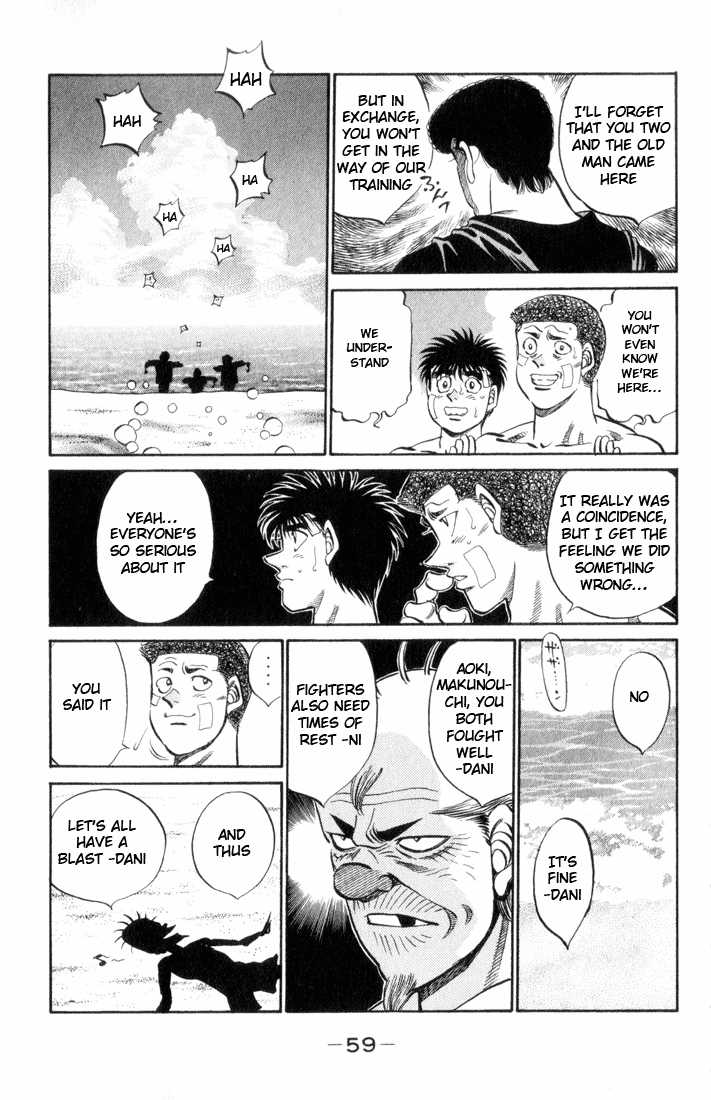 I'LL FORGET
THAT YOU TWO
AND THE OLD
MAN CAME
HERE
BUT IN
EXCHANGE,
YOU WON'T
GET IN THE
WAY OF OUR
TRAINING
YOU
WON'T
EVEN
KNOW
WE'RE
HERE...
WE
UNDER-
STAND
HAH
HAH
HA
HA
HA
IT REALLY WAS
A COINCIDENCE,
BUT I GET THE
FEELING WE DID
SOMETHING
WRONG...
YEAH...
EVERYONE'S
SO SERIOUS
ABOUT IT
NO
IT'S
FINE
-DANI
AOKI,
MAKUNOU-
CHI, YOU
BOTH
FOUGHT
WELL
-DANI
FIGHTERS
ALSO NEED
TIMES OF
REST -NI
....
YOU
SAID IT
AND
THUS
LET'S ALL
HAVE A
BLAST -DANI
-59-